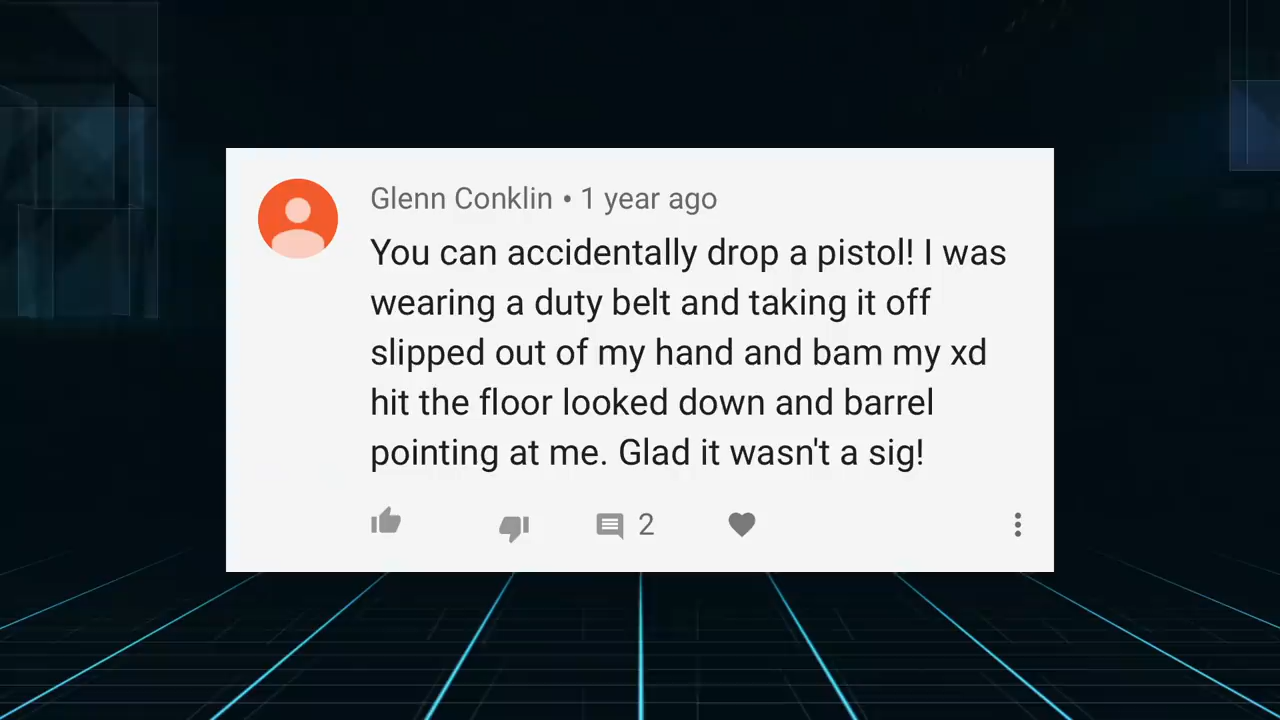 Glenn Conklin • 1 year ago
You can accidentally drop a pistol! I was
wearing a duty belt and taking it off
slipped out of my hand and bam my xd
hit the floor looked down and barrel
pointing at me. Glad it wasn't a sig!
2